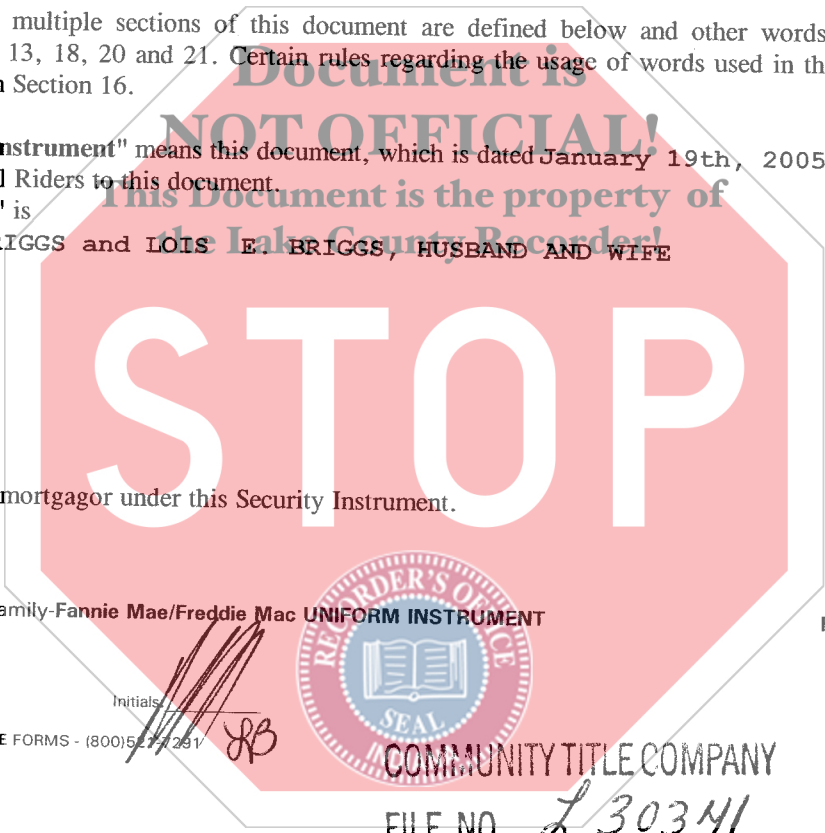 multiple sections of this document are defined below and other words
13, 18, 20 and 21. Certain rules regarding the usage of words used in th
Section 16.
Document is
NOT OFFICIAL!
This Document is the property of
the Lake County Recorder!
nstrument" means this document, which is dated January 19th, 2005
Riders to this document.
" is
RIGGS and LOIS E. BRIGGS, HUSBAND AND WIFE
STOP
mortgagor under this Security Instrument.
amily-Fannie Mae/Freddie Mac UNIFORM INSTRUMENT
RECORDER'S OFFICE
SEAL
INDIANA
Initials:
LB
E FORMS - (800)521-7291
COMMUNITY TITLE COMPANY
FILE NO L 30341